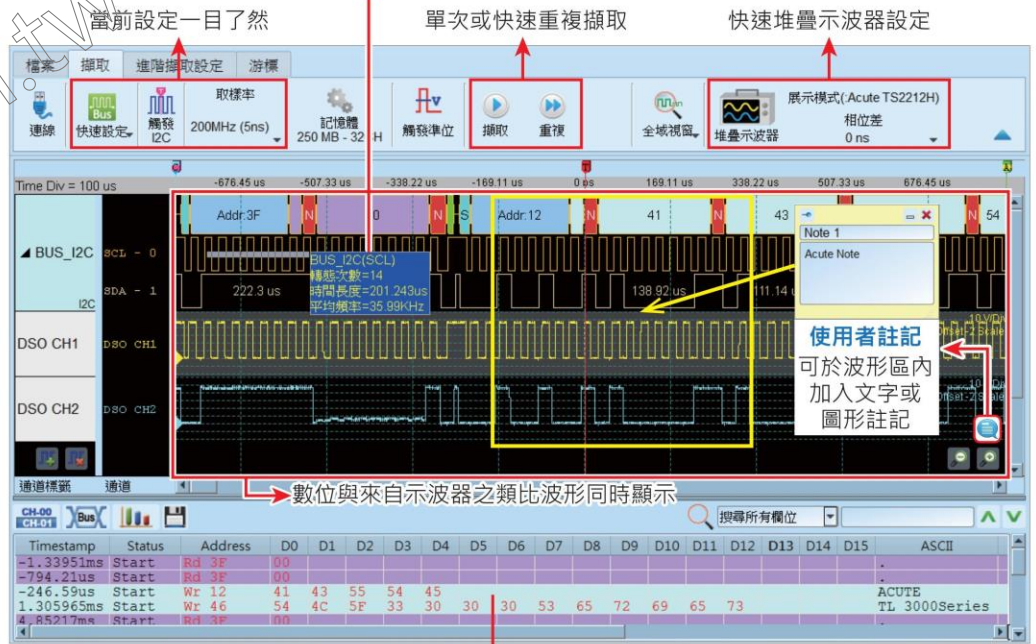 .tw
當前設定一目了然
單次或快速重複擷取
快速堆疊示波器設定
檔案 擷取 進階擷取設定 游標
連線
Bus
快速設定
觸發
I2C
取樣率
200MHz (5ns)
記憶體
250 MB - 32 CH
觸發準位
擷取
重複
全域視窗
堆疊示波器
展示模式(:Acute TS2212H)
相位差
0 ns
Time Div = 100 us
-676.45 us -507.33 us -338.22 us -169.11 us 0 ps 169.11 us 338.22 us 507.33 us 676.45 us
Addr:3F N 0 N S Addr:12 N 41 N 43 N 54
BUS_I2C
SCL - 0
SDA - 1
I2C
BUS_I2C(SCL)
轉態次數=14
時間長度=201.243us
平均頻率=35.99KHz
222.3 us 138.92 us 111.14 u
Note 1
Acute Note
使用者註記
可於波形區內
加入文字或
圖形註記
DSO CH1 DSO CH1
DSO CH2 DSO CH2
通道標籤 通道
數位與來自示波器之類比波形同時顯示
CH-00
CH-01
Bus
搜尋所有欄位
Timestamp Status Address D0 D1 D2 D3 D4 D5 D6 D7 D8 D9 D10 D11 D12 D13 D14 D15 ASCII
-1.33951ms Start Rd 3F 00 .
-794.21us Start Rd 3F 00 .
-246.59us Start Wr 12 41 43 55 54 45 ACUTE
1.305965ms Start Wr 46 54 4C 5F 33 30 30 30 53 65 72 69 65 73 TL 3000Series
4.85217ms Start Rd 3F 00 .